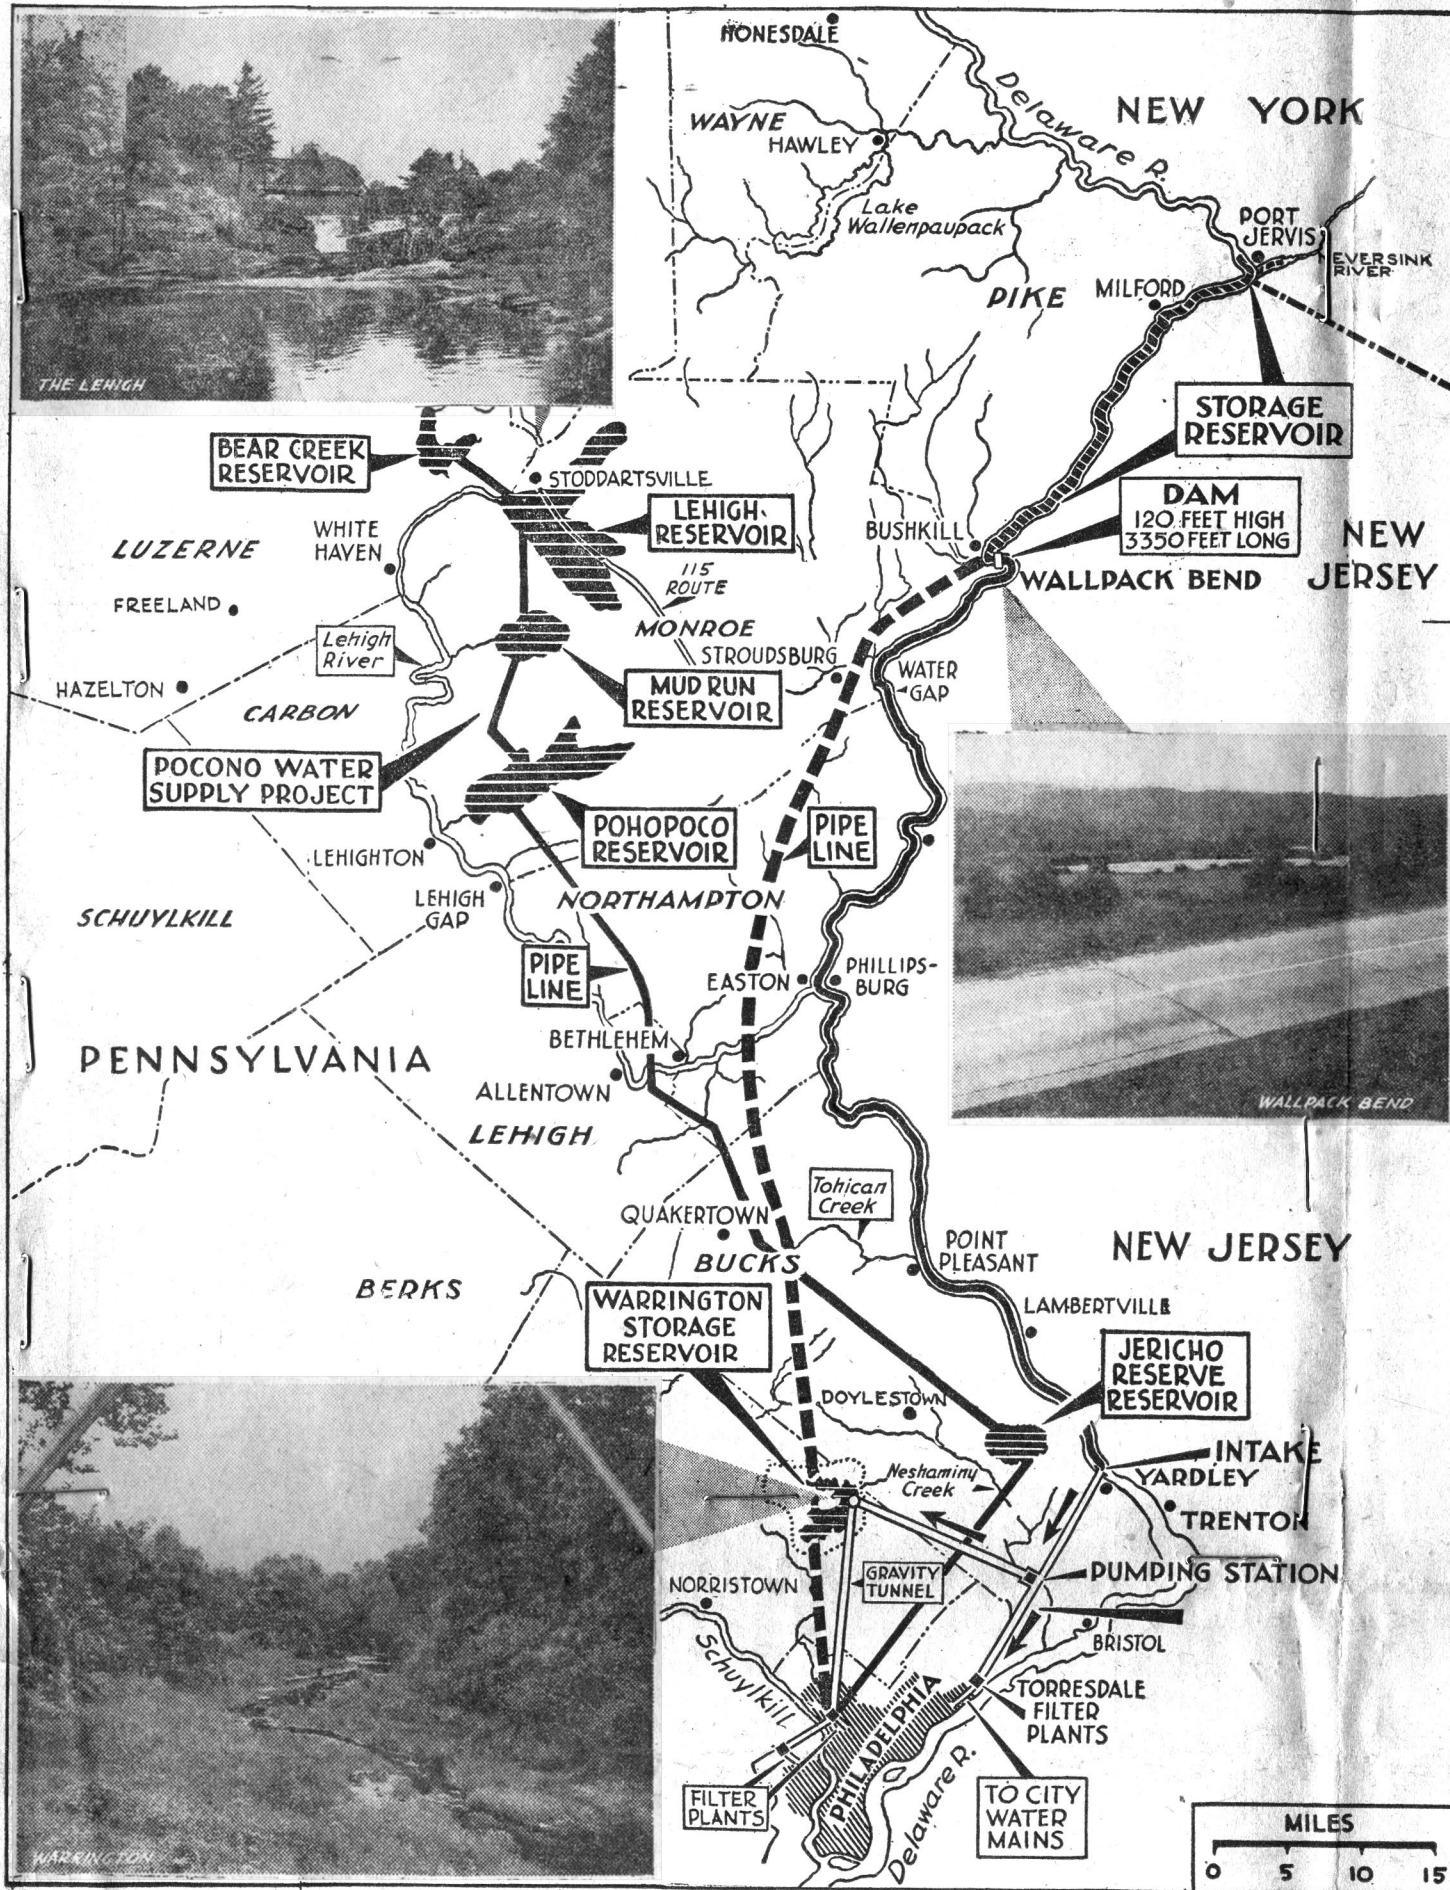 HONESDALE
Delaware R.
NEW YORK
WAYNE
HAWLEY
Lake
Wallenpaupack
PORT
JERVIS
NEVERSINK
RIVER
PIKE
MILFORD
THE LEHIGH
STORAGE
RESERVOIR
BEAR CREEK
RESERVOIR
STODDARTSVILLE
DAM
120 FEET HIGH
3350 FEET LONG
LEHIGH
RESERVOIR
WHITE
HAVEN
BUSHKILL
NEW
JERSEY
LUZERNE
115
ROUTE
WALLPACK BEND
FREELAND
MONROE
Lehigh
River
STROUDSBURG
WATER
GAP
HAZELTON
MUD RUN
RESERVOIR
CARBON
POCONO WATER
SUPPLY PROJECT
POHOPOCO
RESERVOIR
PIPE
LINE
LEHIGHTON
LEHIGH
GAP
NORTHAMPTON
SCHUYLKILL
PIPE
LINE
EASTON
PHILLIPS-
BURG
BETHLEHEM
PENNSYLVANIA
ALLENTOWN
WALLPACK BEND
LEHIGH
Tohican
Creek
QUAKERTOWN
POINT
PLEASANT
NEW JERSEY
BUCKS
BERKS
WARRINGTON
STORAGE
RESERVOIR
LAMBERTVILLE
JERICHO
RESERVE
RESERVOIR
DOYLESTOWN
INTAKE
YARDLEY
Neshaminy
Creek
TRENTON
GRAVITY
TUNNEL
PUMPING STATION
NORRISTOWN
BRISTOL
Schuylkill
TORRESDALE
FILTER
PLANTS
PHILADELPHIA
FILTER
PLANTS
Delaware R.
TO CITY
WATER
MAINS
WARRINGTON
MILES
0 5 10 15